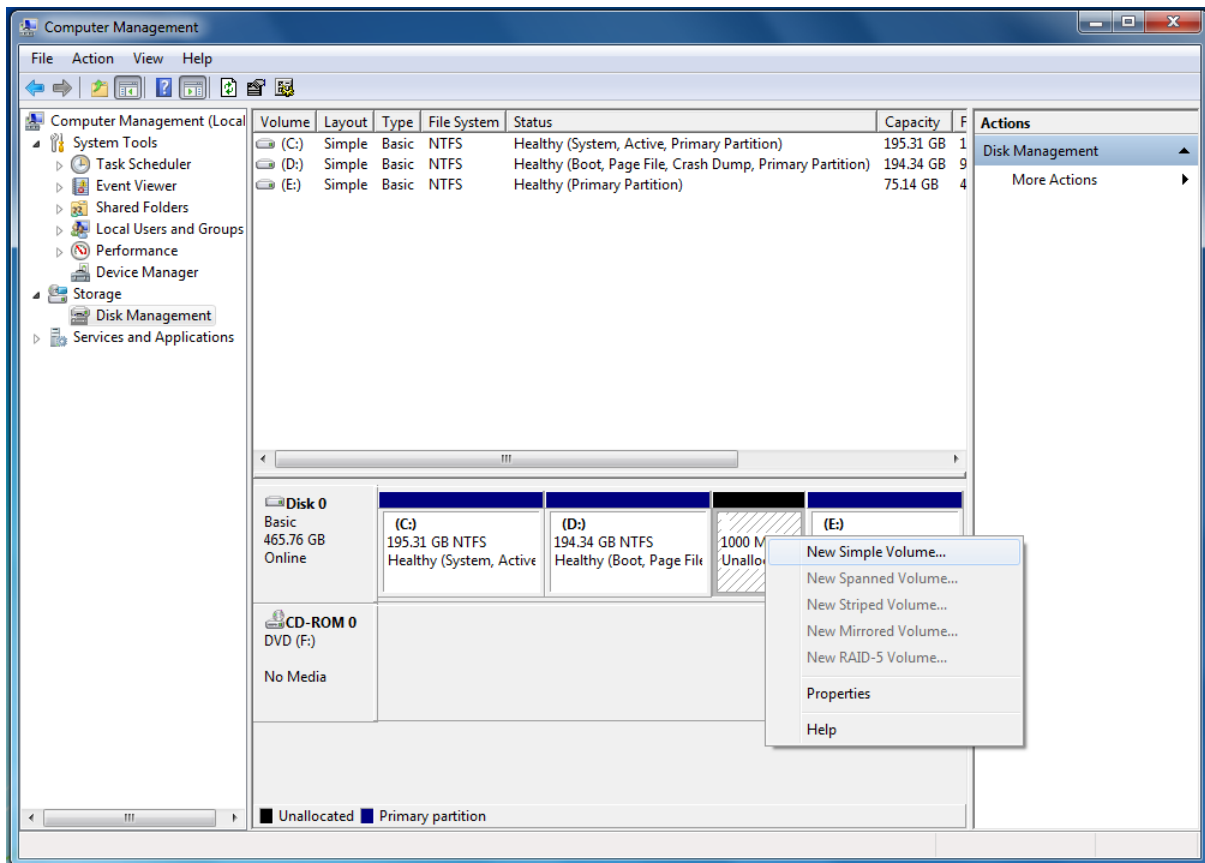 Computer Management
File Action View Help
Computer Management (Local
System Tools
Task Scheduler
Event Viewer
Shared Folders
Local Users and Groups
Performance
Device Manager
Storage
Disk Management
Services and Applications
Volume Layout Type File System Status Capacity F
(C:) Simple Basic NTFS Healthy (System, Active, Primary Partition) 195.31 GB 1
(D:) Simple Basic NTFS Healthy (Boot, Page File, Crash Dump, Primary Partition) 194.34 GB 9
(E:) Simple Basic NTFS Healthy (Primary Partition) 75.14 GB 4
Disk 0
Basic
465.76 GB
Online
(C:)
195.31 GB NTFS
Healthy (System, Active
(D:)
194.34 GB NTFS
Healthy (Boot, Page File
1000 M
Unalloc
(E:)
CD-ROM 0
DVD (F:)
No Media
New Simple Volume...
New Spanned Volume...
New Striped Volume...
New Mirrored Volume...
New RAID-5 Volume...
Properties
Help
Unallocated Primary partition
Actions
Disk Management
More Actions